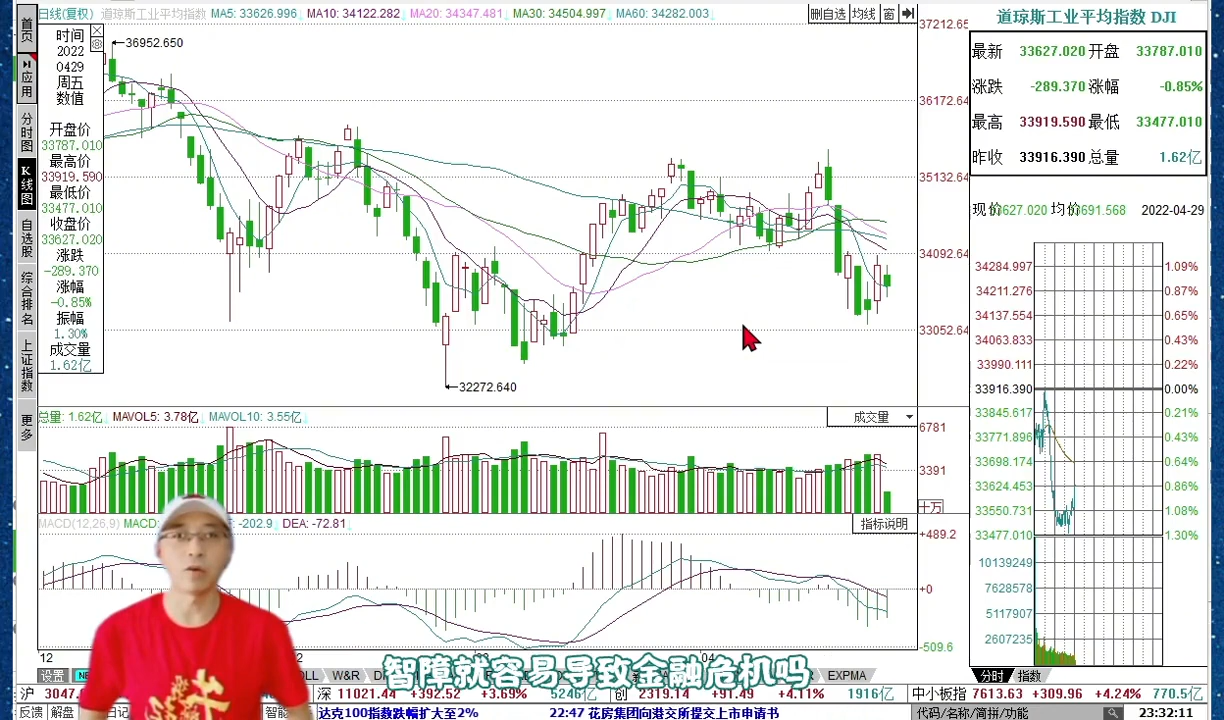 首页
应用
分时图
K线图
自选股
综合排名
上证指数
更多
日线(复权) 道琼斯工业平均指数 MA5: 33626.996 MA10: 34122.282 MA20: 34347.481 MA30: 34504.997 MA60: 34282.003
删自选 均线 窗
时间
2022
0429
周五
数值
开盘价
33787.010
最高价
33919.590
最低价
33477.010
收盘价
33627.020
涨跌
-289.370
涨幅
-0.85%
振幅
1.30%
成交量
1.62亿
36952.650
32272.640
37212.65
36172.64
35132.64
34092.64
33052.64
总量: 1.62亿 MAVOL5: 3.78亿 MAVOL10: 3.55亿
成交量
6781
3391
十万
MACD(12,26,9) MACD: -202.9 DEA: -72.81
指标说明
+489.2
+0
-509.6
12
04
设置
W&R
EXPMA
智障就容易导致金融危机吗
道琼斯工业平均指数 DJI
最新 33627.020 开盘 33787.010
涨跌 -289.370 涨幅 -0.85%
最高 33919.590 最低 33477.010
昨收 33916.390 总量 1.62亿
现价 33627.020 均价 33691.568 2022-04-29
34284.997 1.09%
34211.276 0.87%
34137.554 0.65%
34063.833 0.43%
33990.111 0.22%
33916.390 0.00%
33845.617 0.21%
33771.896 0.43%
33698.174 0.64%
33624.453 0.86%
33550.731 1.08%
33477.010 1.30%
10139249
7628578
5117907
2607235
分时 指数
沪 3047.0 深 11021.44 +392.52 +3.69% 5246亿 创 2319.14 +91.49 +4.11% 1916亿 中小板指 7613.63 +309.96 +4.24% 770.5亿
反馈 解盘 日记 智能 达克100指数跌幅扩大至2% 22:47 花房集团向港交所提交上市申请书 代码/名称/简拼/功能 23:32:11